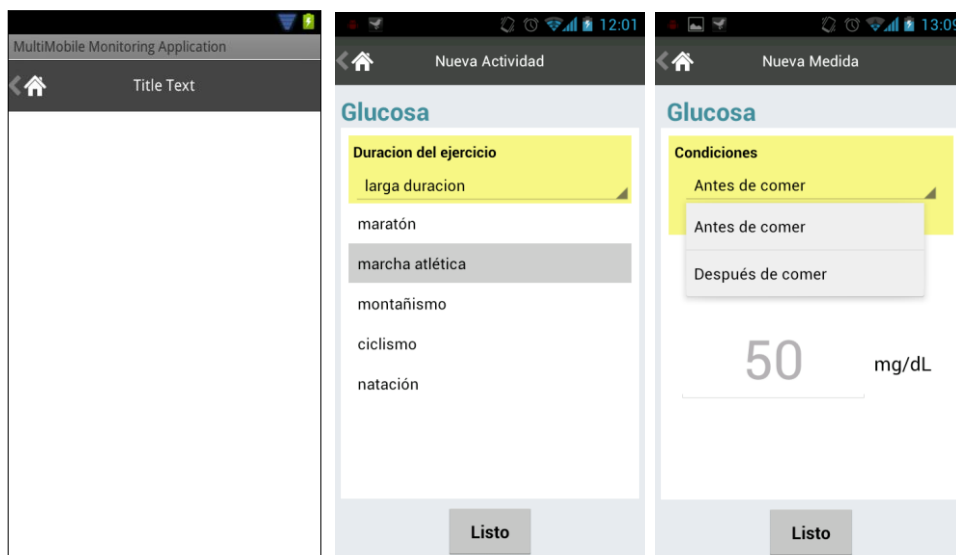 MultiMobile Monitoring Application
Title Text
12:01
Nueva Actividad
Glucosa
Duracion del ejercicio
larga duracion
maratón
marcha atlética
montañismo
ciclismo
natación
Listo
13:09
Nueva Medida
Glucosa
Condiciones
Antes de comer
Antes de comer
Después de comer
50 mg/dL
Listo